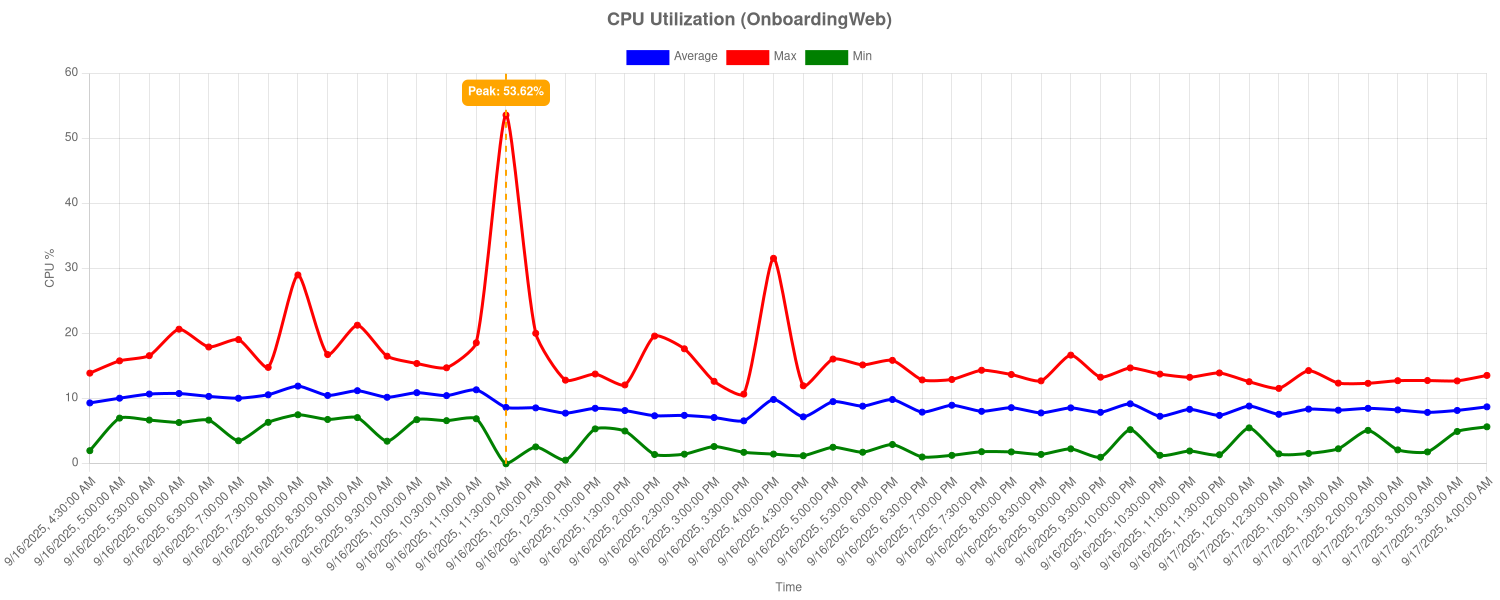 CPU Utilization (OnboardingWeb)
Average
Max
Min
60
Peak: 53.62%
50
40
30
CPU %
20
10
0
9/16/2025, 4:30:00 AM
9/16/2025, 5:00:00 AM
9/16/2025, 5:30:00 AM
9/16/2025, 6:00:00 AM
9/16/2025, 6:30:00 AM
9/16/2025, 7:00:00 AM
9/16/2025, 7:30:00 AM
9/16/2025, 8:00:00 AM
9/16/2025, 8:30:00 AM
9/16/2025, 9:00:00 AM
9/16/2025, 9:30:00 AM
9/16/2025, 10:00:00 AM
9/16/2025, 10:30:00 AM
9/16/2025, 11:00:00 AM
9/16/2025, 11:30:00 AM
9/16/2025, 12:00:00 PM
9/16/2025, 12:30:00 PM
9/16/2025, 1:00:00 PM
9/16/2025, 1:30:00 PM
9/16/2025, 2:00:00 PM
9/16/2025, 2:30:00 PM
9/16/2025, 3:00:00 PM
9/16/2025, 3:30:00 PM
9/16/2025, 4:00:00 PM
9/16/2025, 4:30:00 PM
9/16/2025, 5:00:00 PM
9/16/2025, 5:30:00 PM
9/16/2025, 6:00:00 PM
9/16/2025, 6:30:00 PM
9/16/2025, 7:00:00 PM
9/16/2025, 7:30:00 PM
9/16/2025, 8:00:00 PM
9/16/2025, 8:30:00 PM
9/16/2025, 9:00:00 PM
9/16/2025, 9:30:00 PM
9/16/2025, 10:00:00 PM
9/16/2025, 10:30:00 PM
9/16/2025, 11:00:00 PM
9/16/2025, 11:30:00 PM
9/17/2025, 12:00:00 AM
9/17/2025, 12:30:00 AM
9/17/2025, 1:00:00 AM
9/17/2025, 1:30:00 AM
9/17/2025, 2:00:00 AM
9/17/2025, 2:30:00 AM
9/17/2025, 3:00:00 AM
9/17/2025, 3:30:00 AM
9/17/2025, 4:00:00 AM
Time